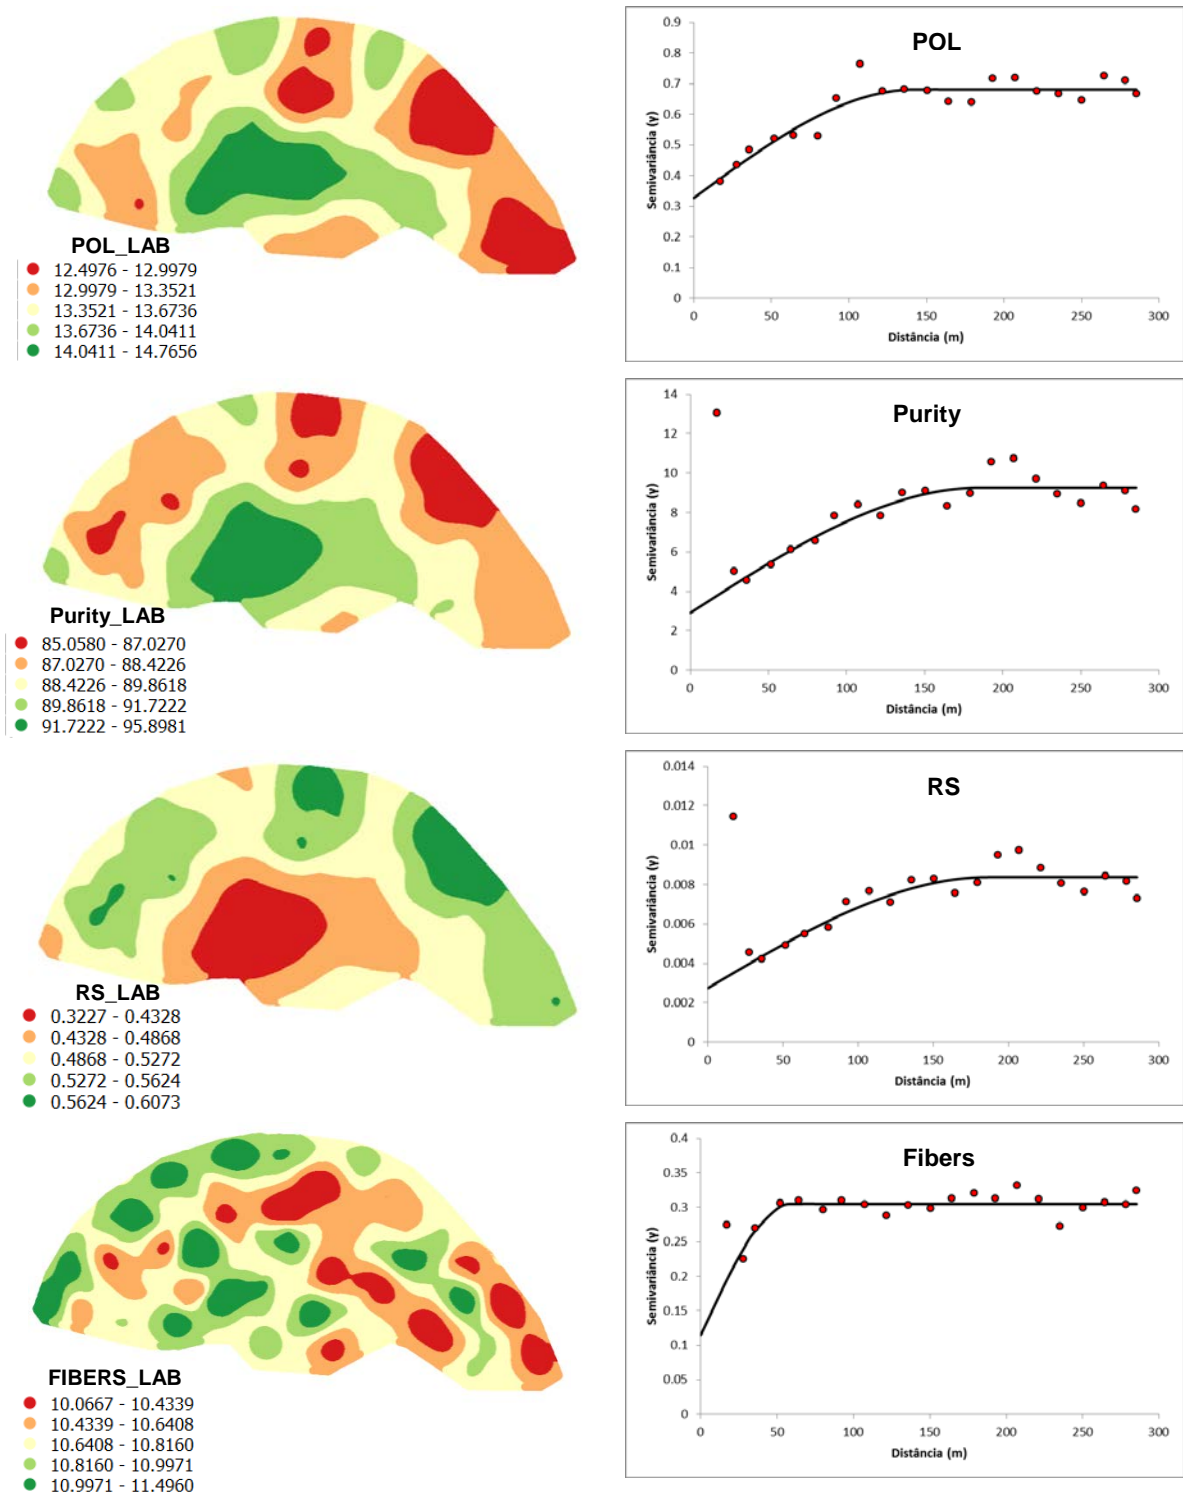 POL_LAB
12.4976 - 12.9979
12.9979 - 13.3521
13.3521 - 13.6736
13.6736 - 14.0411
14.0411 - 14.7656
POL
Semivariância (γ)
0.9
0.8
0.7
0.6
0.5
0.4
0.3
0.2
0.1
0
0 50 100 150 200 250 300
Distância (m)
Purity_LAB
85.0580 - 87.0270
87.0270 - 88.4226
88.4226 - 89.8618
89.8618 - 91.7222
91.7222 - 95.8981
Purity
Semivariância (γ)
14
12
10
8
6
4
2
0
0 50 100 150 200 250 300
Distância (m)
RS_LAB
0.3227 - 0.4328
0.4328 - 0.4868
0.4868 - 0.5272
0.5272 - 0.5624
0.5624 - 0.6073
RS
Semivariância (γ)
0.014
0.012
0.01
0.008
0.006
0.004
0.002
0
0 50 100 150 200 250 300
Distância (m)
FIBERS_LAB
10.0667 - 10.4339
10.4339 - 10.6408
10.6408 - 10.8160
10.8160 - 10.9971
10.9971 - 11.4960
Fibers
Semivariância (γ)
0.4
0.35
0.3
0.25
0.2
0.15
0.1
0.05
0
0 50 100 150 200 250 300
Distância (m)